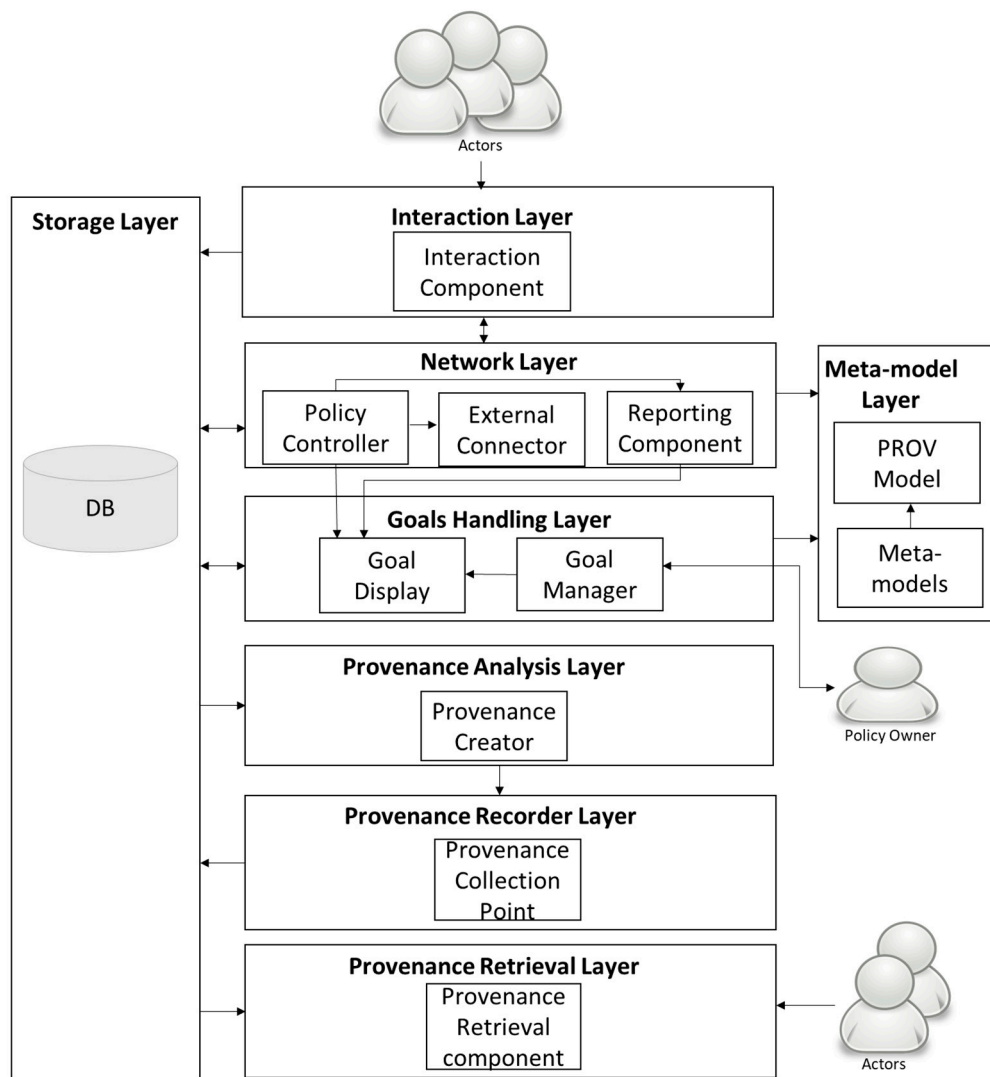 Actors
Storage Layer
DB
Interaction Layer
Interaction
Component
Network Layer
Policy
Controller
External
Connector
Reporting
Component
Meta-model
Layer
PROV
Model
Meta-
models
Goals Handling Layer
Goal
Display
Goal
Manager
Policy Owner
Provenance Analysis Layer
Provenance
Creator
Provenance Recorder Layer
Provenance
Collection
Point
Provenance Retrieval Layer
Provenance
Retrieval
component
Actors